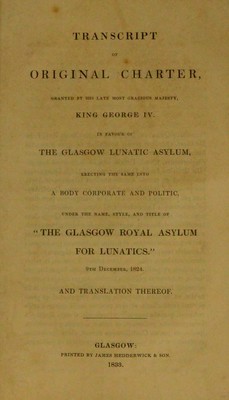 TRANSCRIPT
OF
ORIGINAL CHARTER,
GRANTED BY HIS LATE MOST GRACIOUS MAJESTY,
KING GEORGE IV.
IN FAVOUR OF
THE GLASGOW LUNATIC ASYLUM,
ERECTING THE SAME INTO
A BODY CORPORATE AND POLITIC,
UNDER THE NAME, STYLE, AND TITLE OF
"THE GLASGOW ROYAL ASYLUM
FOR LUNATICS."
9TH DECEMBER, 1824.
AND TRANSLATION THEREOF.
GLASGOW:
PRINTED BY JAMES HEDDERWICK & SON.
1833.